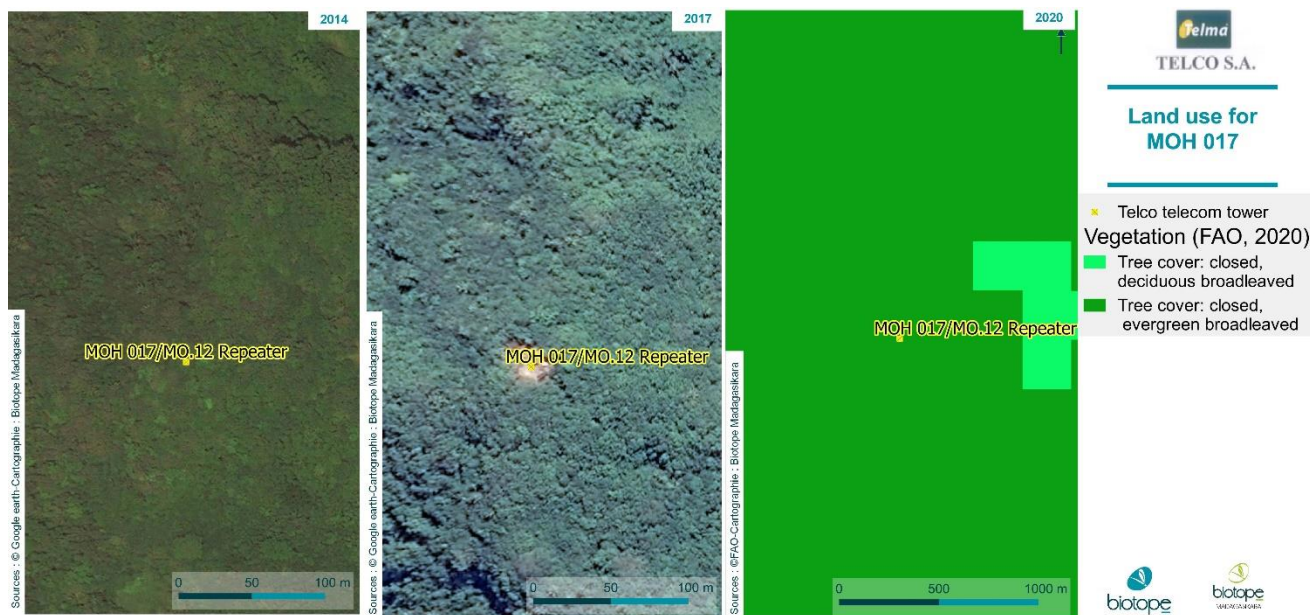 2014
MOH 017/MO.12 Repeater
Sources : © Google earth-Cartographie : Biotope Madagasikara
0 50 100 m
2017
MOH 017/MO.12 Repeater
Sources : © Google earth-Cartographie : Biotope Madagasikara
0 50 100 m
2020
MOH 017/MO.12 Repeater
Sources : ©FAO-Cartographie : Biotope Madagasikara
0 500 1000 m
Telma
TELCO S.A.
Land use for
MOH 017
Telco telecom tower
Vegetation (FAO, 2020)
Tree cover: closed,
deciduous broadleaved
Tree cover: closed,
evergreen broadleaved
biotope
biotope
MADAGASIKARA